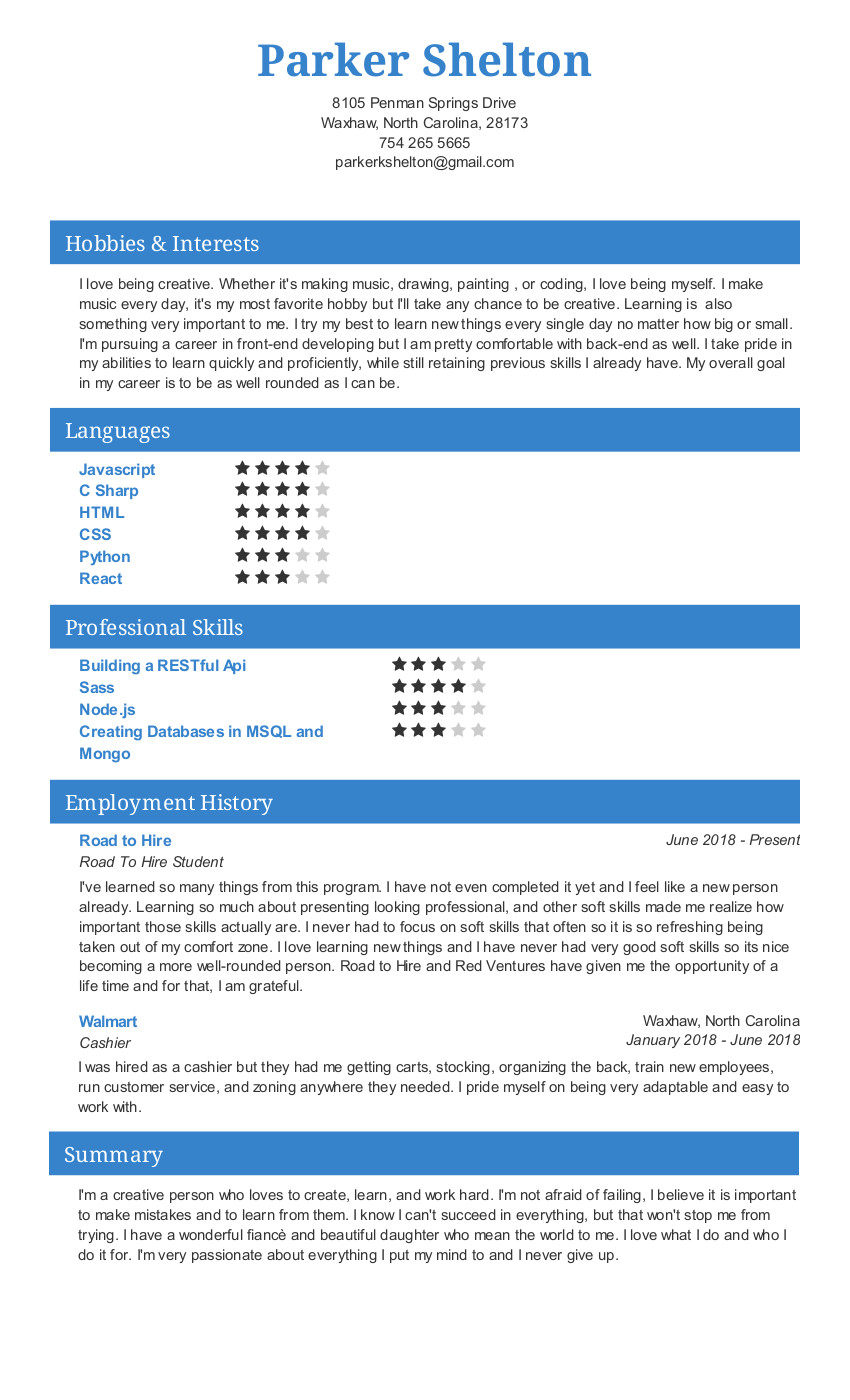 Parker Shelton
8105 Penman Springs Drive
Waxhaw, North Carolina, 28173
754 265 5665
parkerkshelton@gmail.com
Hobbies & Interests
I love being creative. Whether it's making music, drawing, painting , or coding, I love being myself. I make
music every day, it's my most favorite hobby but I'll take any chance to be creative. Learning is  also
something very important to me. I try my best to learn new things every single day no matter how big or small.
I'm pursuing a career in front-end developing but I am pretty comfortable with back-end as well. I take pride in
my abilities to learn quickly and proficiently, while still retaining previous skills I already have. My overall goal
in my career is to be as well rounded as I can be.
Languages
Javascript
C Sharp
HTML
CSS
Python
React
Professional Skills
Building a RESTful Api
Sass
Node.js
Creating Databases in MSQL and
Mongo
Employment History
Road to Hire June 2018 - Present
Road To Hire Student
I've learned so many things from this program. I have not even completed it yet and I feel like a new person
already. Learning so much about presenting looking professional, and other soft skills made me realize how
important those skills actually are. I never had to focus on soft skills that often so it is so refreshing being
taken out of my comfort zone. I love learning new things and I have never had very good soft skills so its nice
becoming a more well-rounded person. Road to Hire and Red Ventures have given me the opportunity of a
life time and for that, I am grateful.
Walmart Waxhaw, North Carolina
Cashier January 2018 - June 2018
I was hired as a cashier but they had me getting carts, stocking, organizing the back, train new employees,
run customer service, and zoning anywhere they needed. I pride myself on being very adaptable and easy to
work with.
Summary
I'm a creative person who loves to create, learn, and work hard. I'm not afraid of failing, I believe it is important
to make mistakes and to learn from them. I know I can't succeed in everything, but that won't stop me from
trying. I have a wonderful fiancè and beautiful daughter who mean the world to me. I love what I do and who I
do it for. I'm very passionate about everything I put my mind to and I never give up.